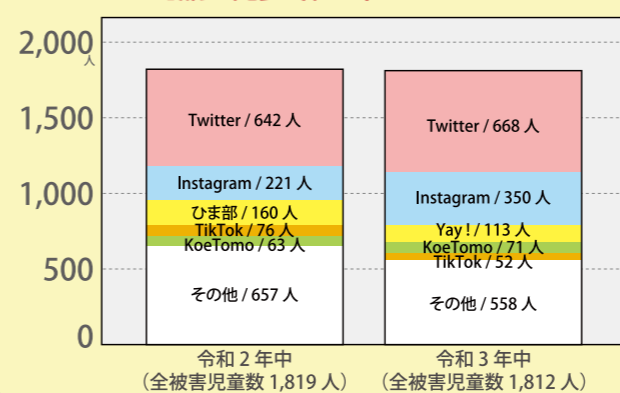 2,000
人
1,500
1,000
500
0
Twitter / 642 人
Instagram / 221 人
ひま部 / 160 人
TikTok / 76 人
KoeTomo / 63 人
その他 / 657 人
Twitter / 668 人
Instagram / 350 人
Yay ! / 113 人
KoeTomo / 71 人
TikTok / 52 人
その他 / 558 人
令和 2 年中
(全被害児童数 1,819 人)
令和 3 年中
(全被害児童数 1,812 人)